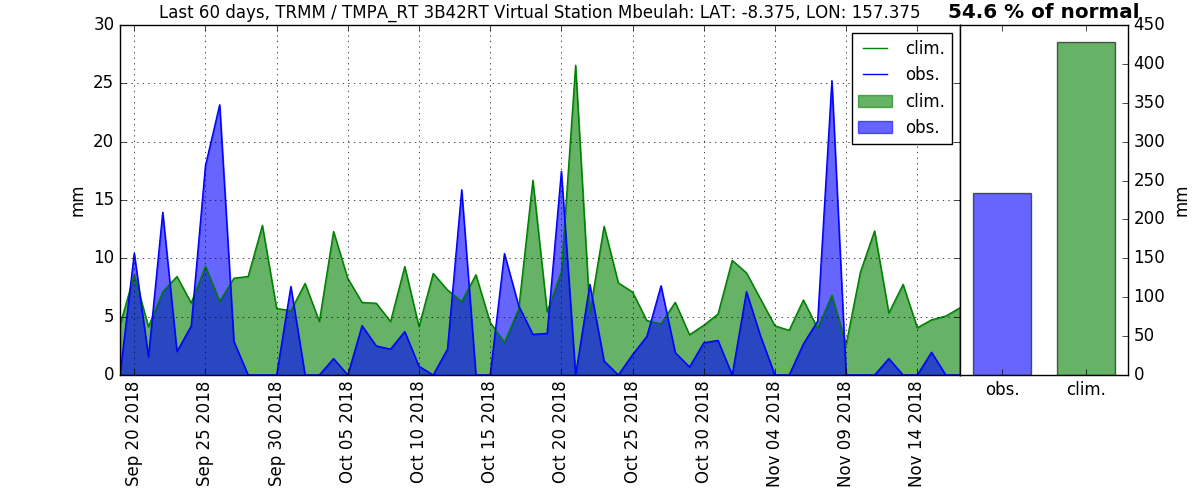 Last 60 days, TRMM / TMPA_RT 3B42RT Virtual Station Mbeulah: LAT: -8.375, LON: 157.375
54.6 % of normal
30
25
20
15
10
5
0
mm
clim.
obs.
clim.
obs.
450
400
350
300
250
200
150
100
50
0
mm
Sep 20 2018
Sep 25 2018
Sep 30 2018
Oct 05 2018
Oct 10 2018
Oct 15 2018
Oct 20 2018
Oct 25 2018
Oct 30 2018
Nov 04 2018
Nov 09 2018
Nov 14 2018
obs.
clim.